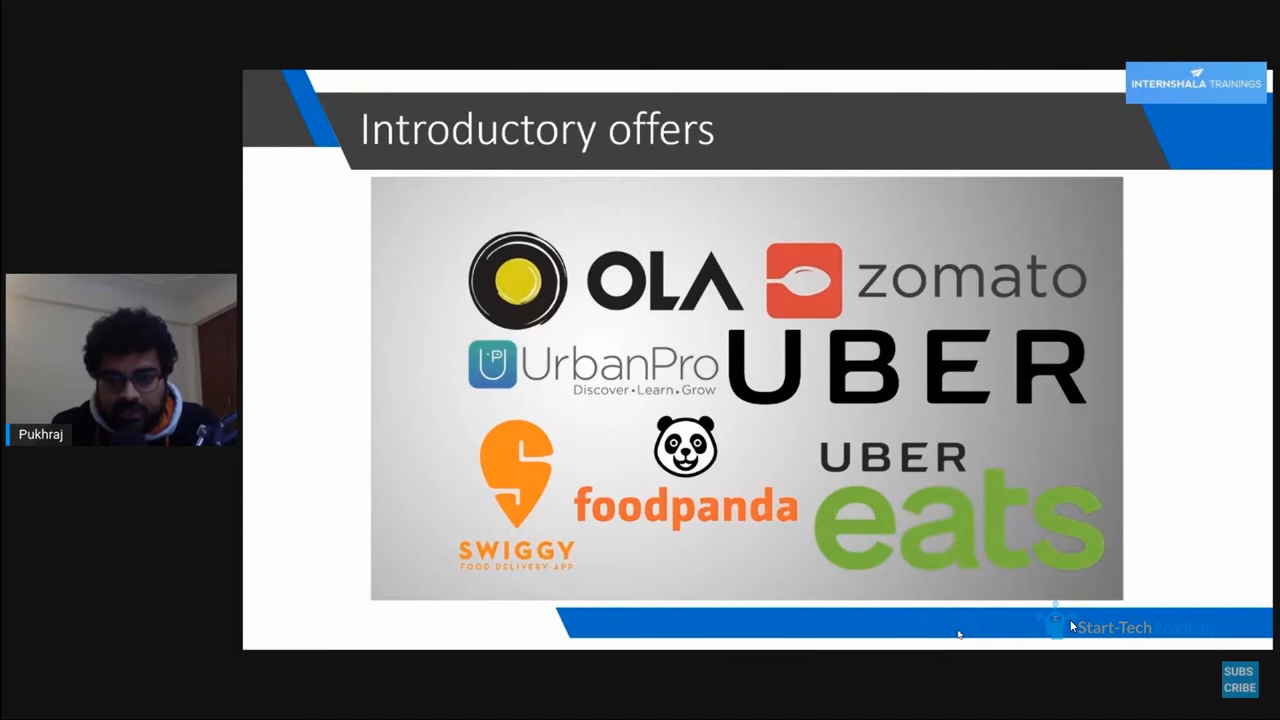 INTERNSHALA TRAININGS
Introductory offers
OLA
zomato
UrbanPro
Discover • Learn • Grow
UBER
SWIGGY
FOOD DELIVERY APP
foodpanda
UBER
eats
Pukhraj
Start-Tech Academy
SUBS
CRIBE